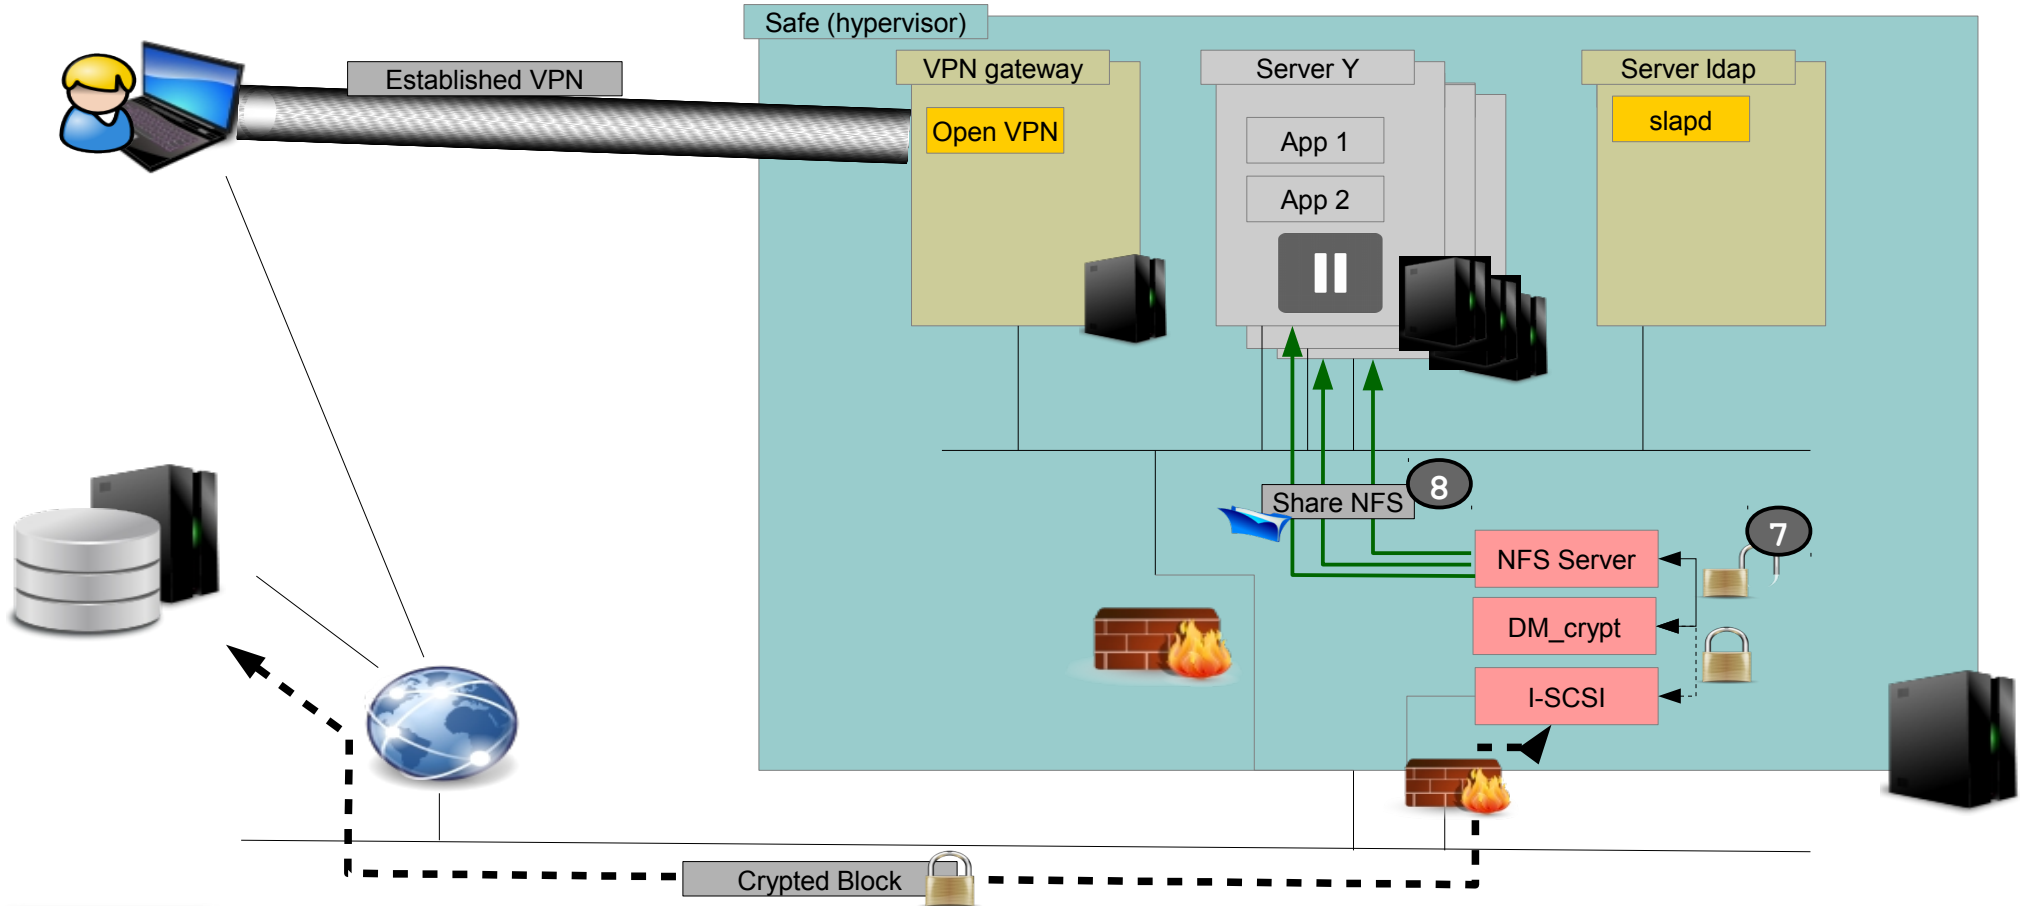 Safe (hypervisor)
Established VPN
VPN gateway
Server Y
Server ldap
Open VPN
App 1
slapd
App 2
Share NFS
8
7
NFS Server
DM_crypt
I-SCSI
Crypted Block